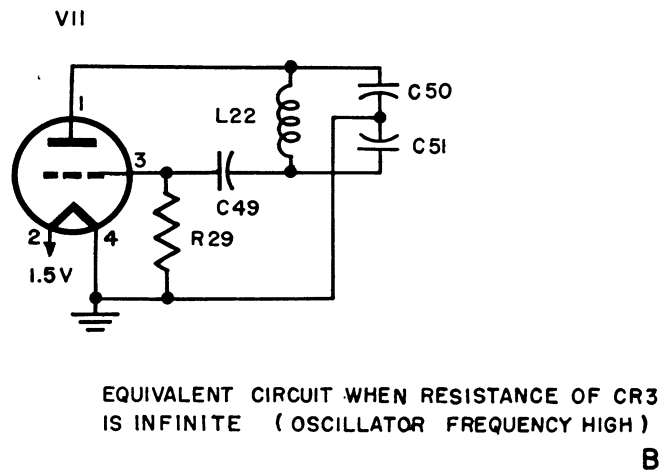 V11
1
C50
L22
C51
3
C49
2
4
R29
1.5V
EQUIVALENT CIRCUIT WHEN RESISTANCE OF CR3
IS INFINITE (OSCILLATOR FREQUENCY HIGH)
B